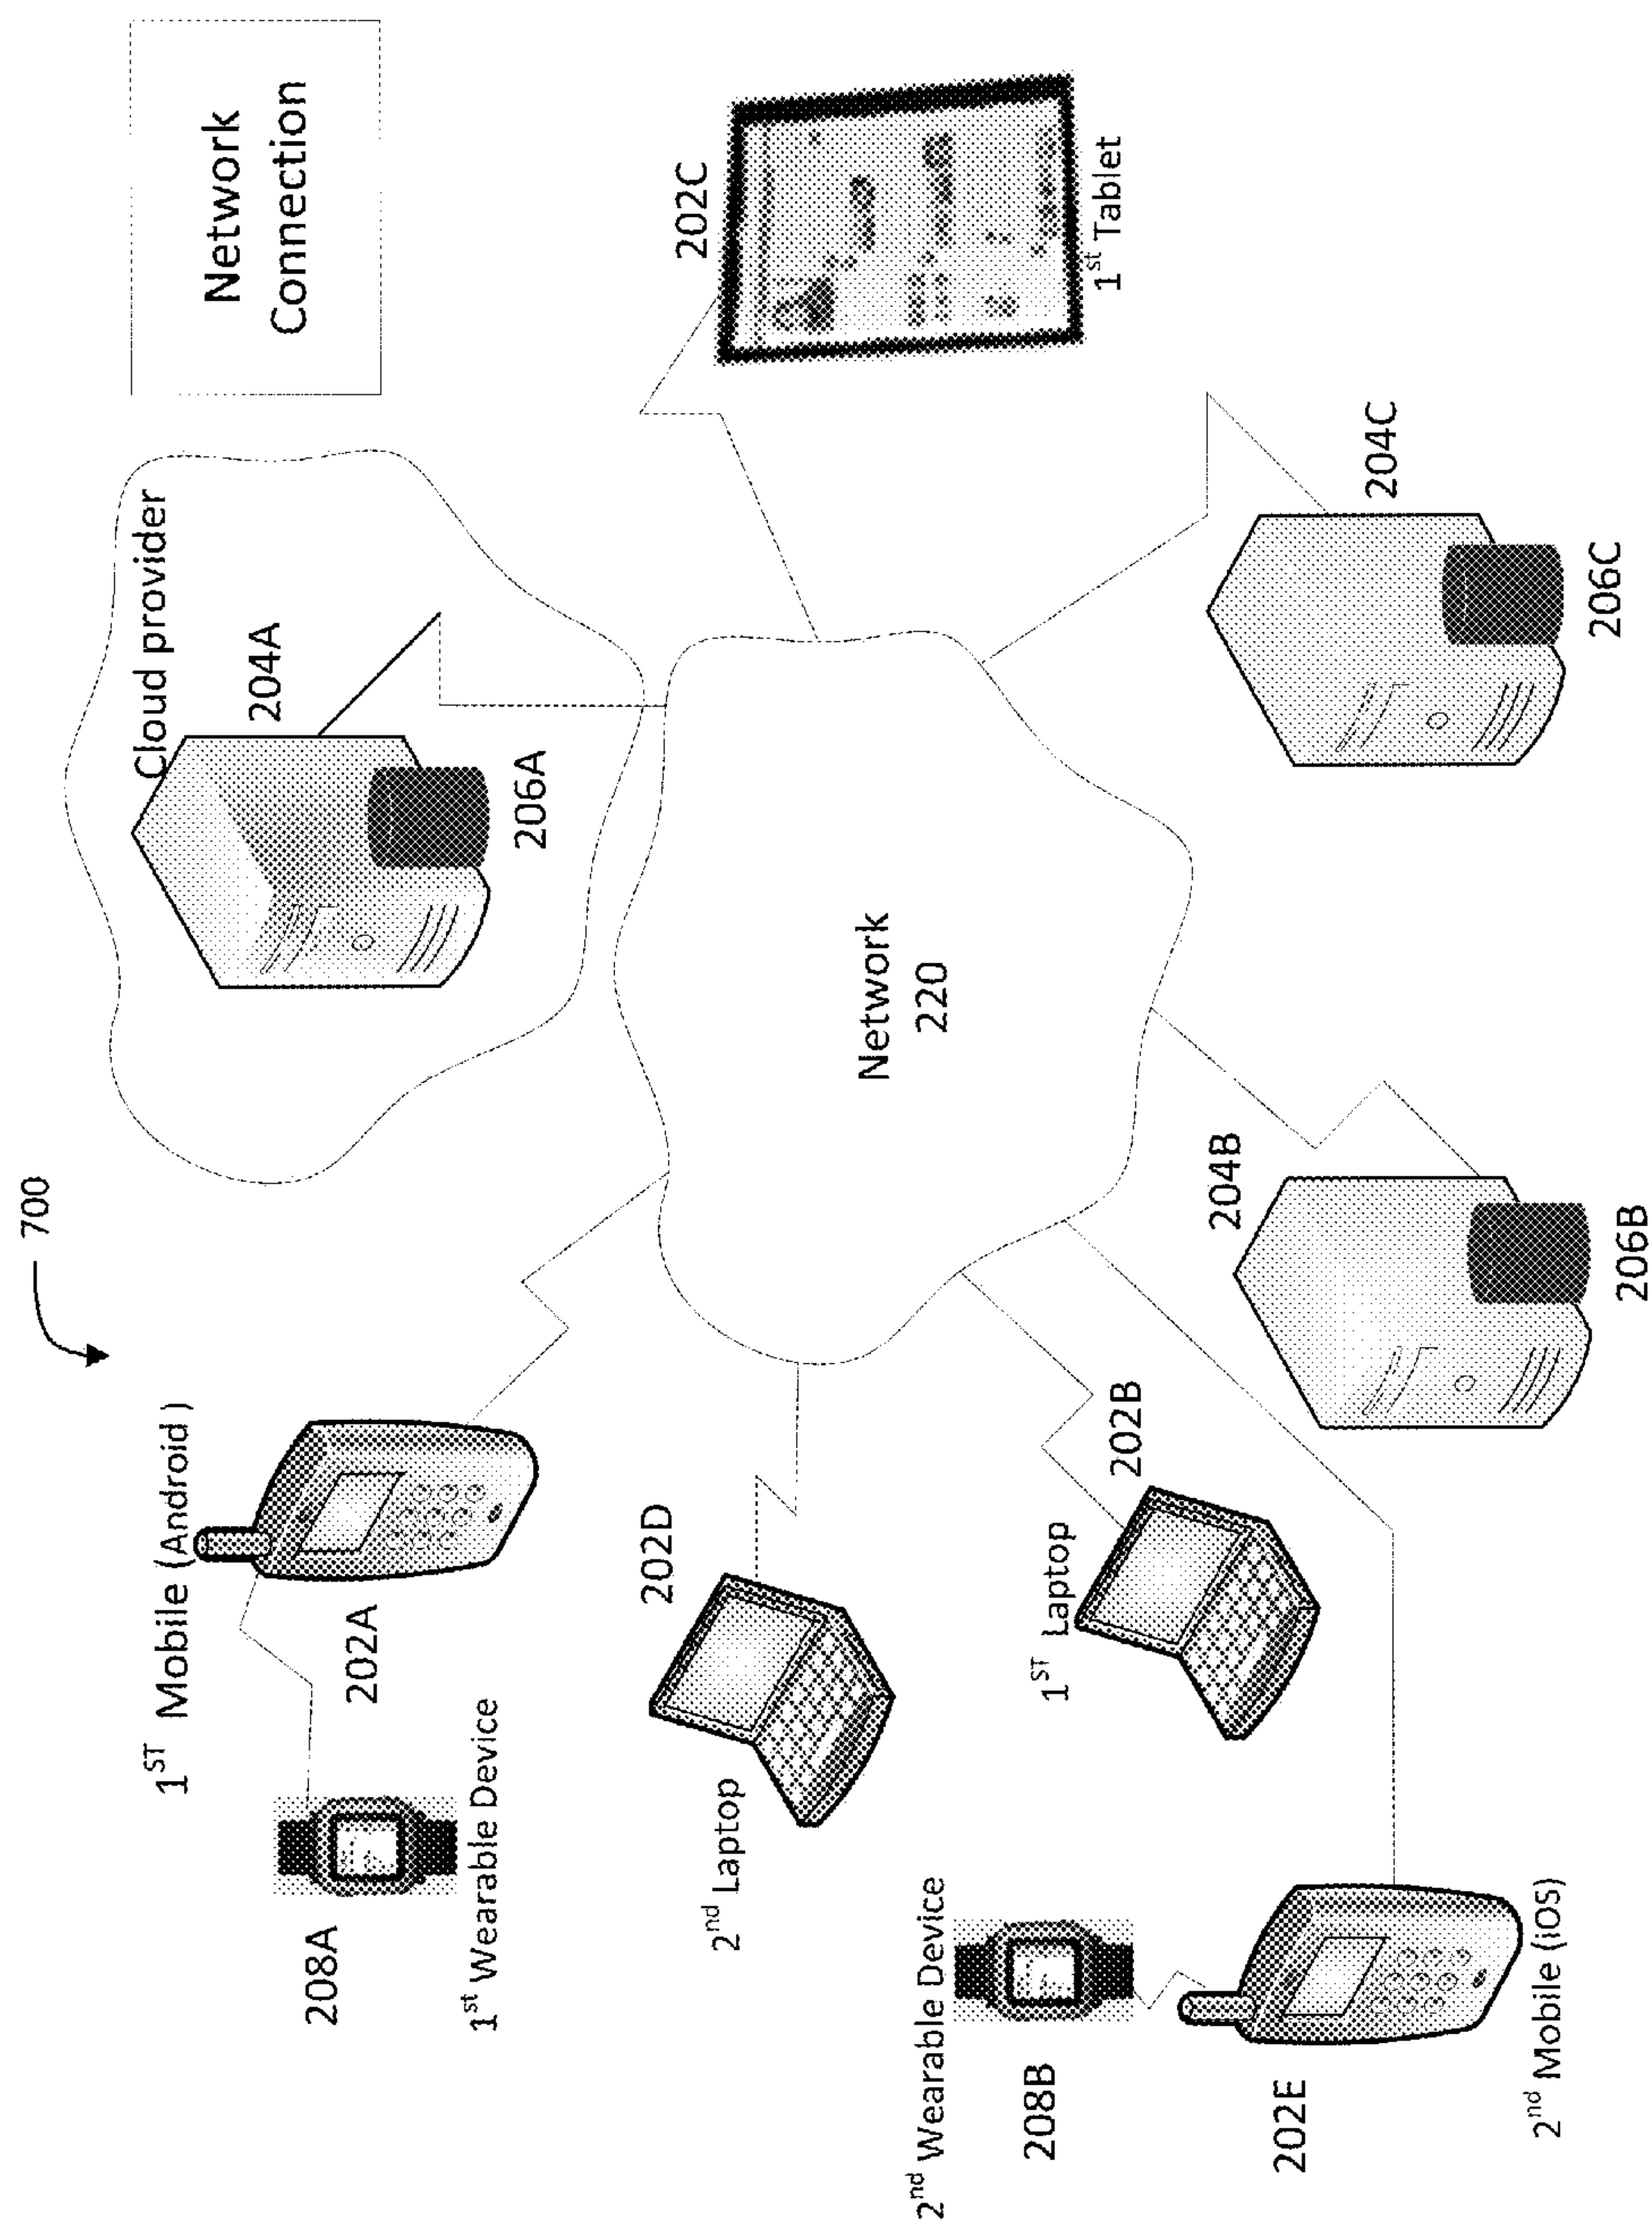 700
Network
Connection
Cloud provider
204A
206A
1ST Mobile (Android)
202A
208A
1st Wearable Device
202D
2nd Laptop
Network
220
202C
1st Tablet
2nd Wearable Device
208B
202E
2nd Mobile (iOS)
1ST Laptop
202B
204B
206B
204C
206C